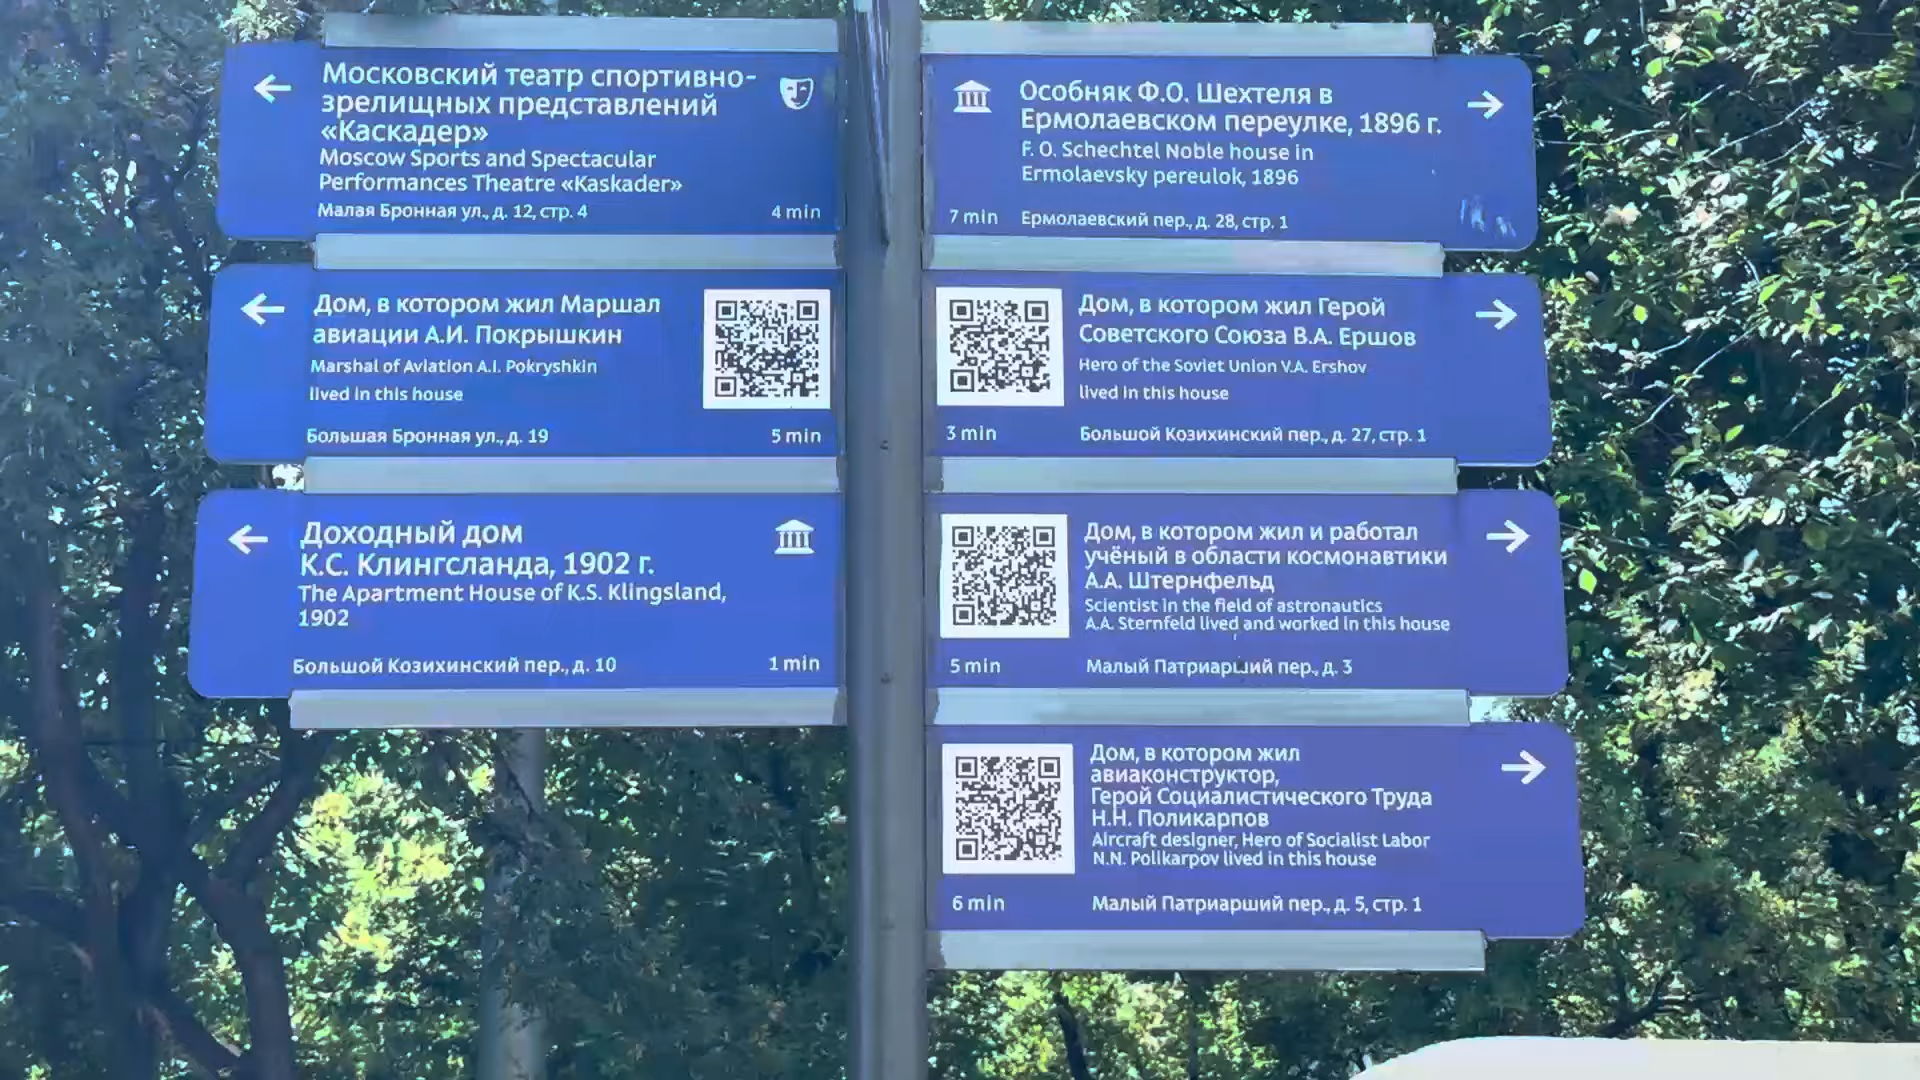 Московский театр спортивно-
зрелищных представлений
«Каскадер»
Moscow Sports and Spectacular
Performances Theatre «Kaskader»
Малая Бронная ул., д. 12, стр. 4
4 min
Дом, в котором жил Маршал
авиации А.И. Покрышкин
Marshal of Aviation A.I. Pokryshkin
lived in this house
Большая Бронная ул., д. 19
5 min
Доходный дом
К.С. Клингсланда, 1902 г.
The Apartment House of K.S. Klingsland,
1902
Большой Козихинский пер., д. 10
1 min
Особняк Ф.О. Шехтеля в
Ермолаевском переулке, 1896 г.
F. O. Schechtel Noble house in
Ermolaevsky pereulok, 1896
7 min
Ермолаевский пер., д. 28, стр. 1
Дом, в котором жил Герой
Советского Союза В.А. Ершов
Hero of the Soviet Union V.A. Ershov
lived in this house
3 min
Большой Козихинский пер., д. 27, стр. 1
Дом, в котором жил и работал
учёный в области космонавтики
А.А. Штернфельд
Scientist in the field of astronautics
A.A. Sternfeld lived and worked in this house
5 min
Малый Патриарший пер., д. 3
Дом, в котором жил
авиаконструктор,
Герой Социалистического Труда
Н.Н. Поликарпов
Aircraft designer, Hero of Socialist Labor
N.N. Polikarpov lived in this house
6 min
Малый Патриарший пер., д. 5, стр. 1